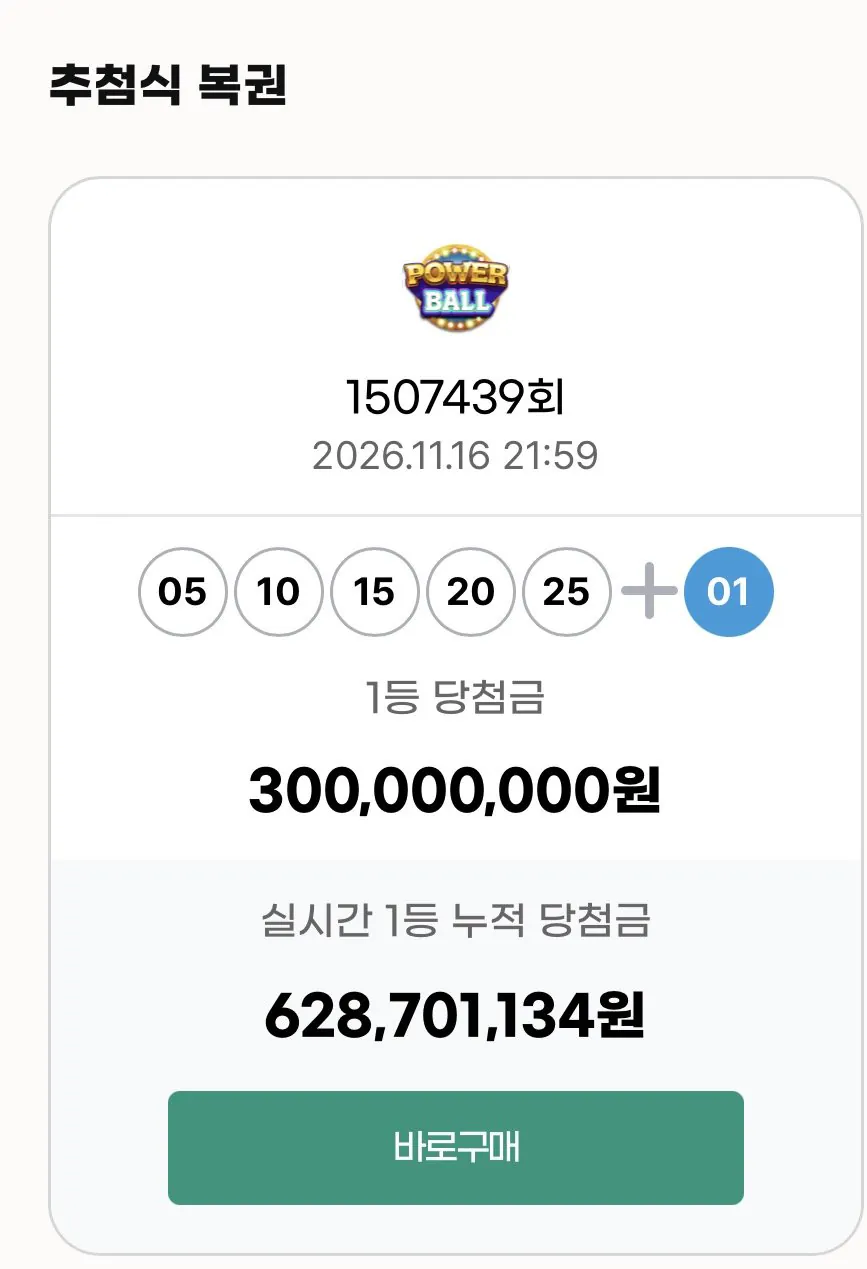 추첨식 복권
POWER
BALL
1507439회
2026.11.16 21:59
05 10 15 20 25 + 01
1등 당첨금
300,000,000원
실시간 1등 누적 당첨금
628,701,134원
바로구매